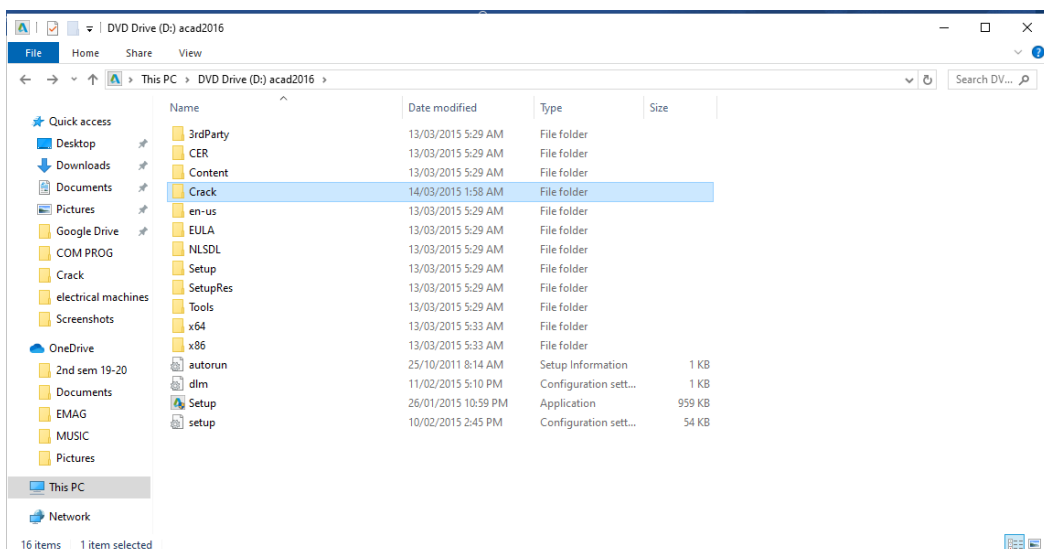 DVD Drive (D:) acad2016
File Home Share View
This PC > DVD Drive (D:) acad2016 >
Search DV...
Name Date modified Type Size
Quick access
Desktop
Downloads
Documents
Pictures
Google Drive
COM PROG
Crack
electrical machines
Screenshots
OneDrive
2nd sem 19-20
Documents
EMAG
MUSIC
Pictures
This PC
Network
3rdParty 13/03/2015 5:29 AM File folder
CER 13/03/2015 5:29 AM File folder
Content 13/03/2015 5:29 AM File folder
Crack 14/03/2015 1:58 AM File folder
en-us 13/03/2015 5:29 AM File folder
EULA 13/03/2015 5:29 AM File folder
NLSDL 13/03/2015 5:29 AM File folder
Setup 13/03/2015 5:29 AM File folder
SetupRes 13/03/2015 5:29 AM File folder
Tools 13/03/2015 5:29 AM File folder
x64 13/03/2015 5:33 AM File folder
x86 13/03/2015 5:33 AM File folder
autorun 25/10/2011 8:14 AM Setup Information 1 KB
dlm 11/02/2015 5:10 PM Configuration sett... 1 KB
Setup 26/01/2015 10:59 PM Application 959 KB
setup 10/02/2015 2:45 PM Configuration sett... 54 KB
16 items 1 item selected